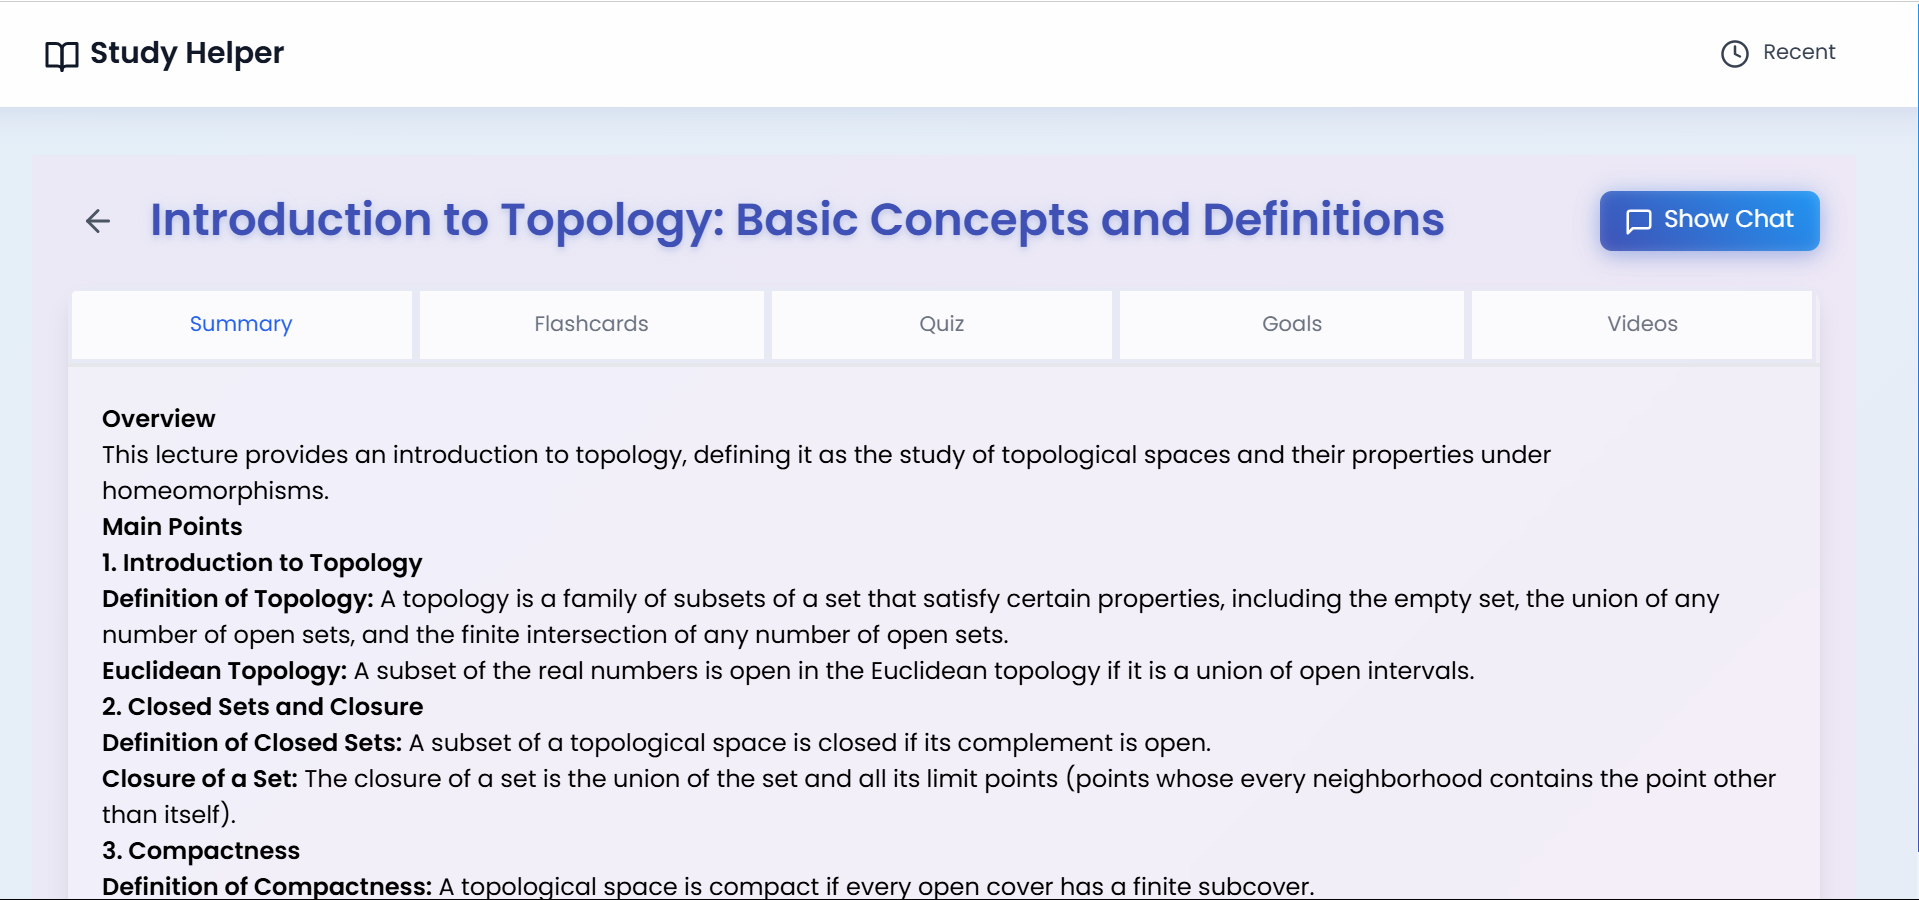 Study Helper
Recent
Introduction to Topology: Basic Concepts and Definitions
Show Chat
Summary
Flashcards
Quiz
Goals
Videos
Overview
This lecture provides an introduction to topology, defining it as the study of topological spaces and their properties under
homeomorphisms.
Main Points
1. Introduction to Topology
Definition of Topology: A topology is a family of subsets of a set that satisfy certain properties, including the empty set, the union of any
number of open sets, and the finite intersection of any number of open sets.
Euclidean Topology: A subset of the real numbers is open in the Euclidean topology if it is a union of open intervals.
2. Closed Sets and Closure
Definition of Closed Sets: A subset of a topological space is closed if its complement is open.
Closure of a Set: The closure of a set is the union of the set and all its limit points (points whose every neighborhood contains the point other
than itself).
3. Compactness
Definition of Compactness: A topological space is compact if every open cover has a finite subcover.